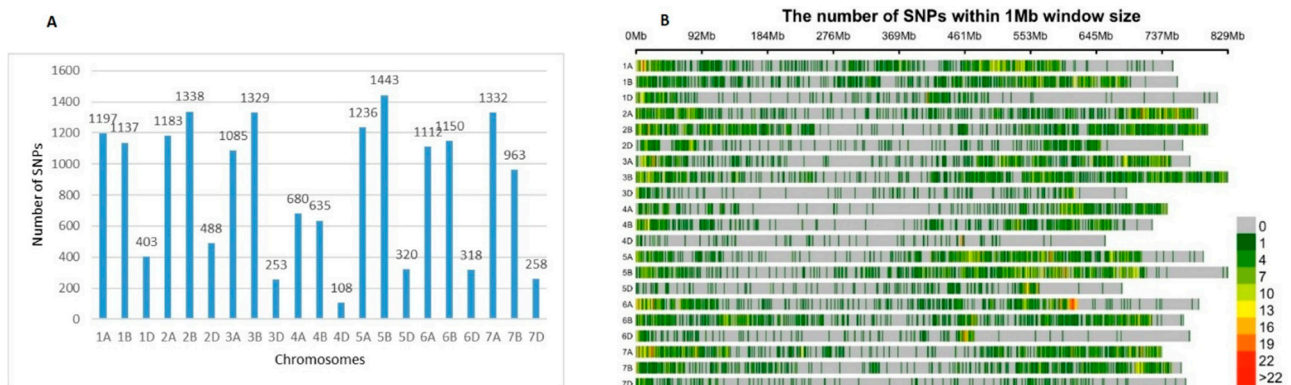 A
1600
1400
1200
1000
800
600
400
200
0
Number of SNPs
1197 1137 403 1183 1338 488 1085 1329 253 680 635 108 1236 1443 320 1112 1150 318 1332 963 258
1A 1B 1D 2A 2B 2D 3A 3B 3D 4A 4B 4D 5A 5B 5D 6A 6B 6D 7A 7B 7D
Chromosomes
B
The number of SNPs within 1Mb window size
0Mb 92Mb 184Mb 276Mb 369Mb 461Mb 553Mb 645Mb 737Mb 829Mb
1A
1B
1D
2A
2B
2D
3A
3B
3D
4A
4B
4D
5A
5B
5D
6A
6B
6D
7A
7B
7D
0
1
4
7
10
13
16
19
22
>22